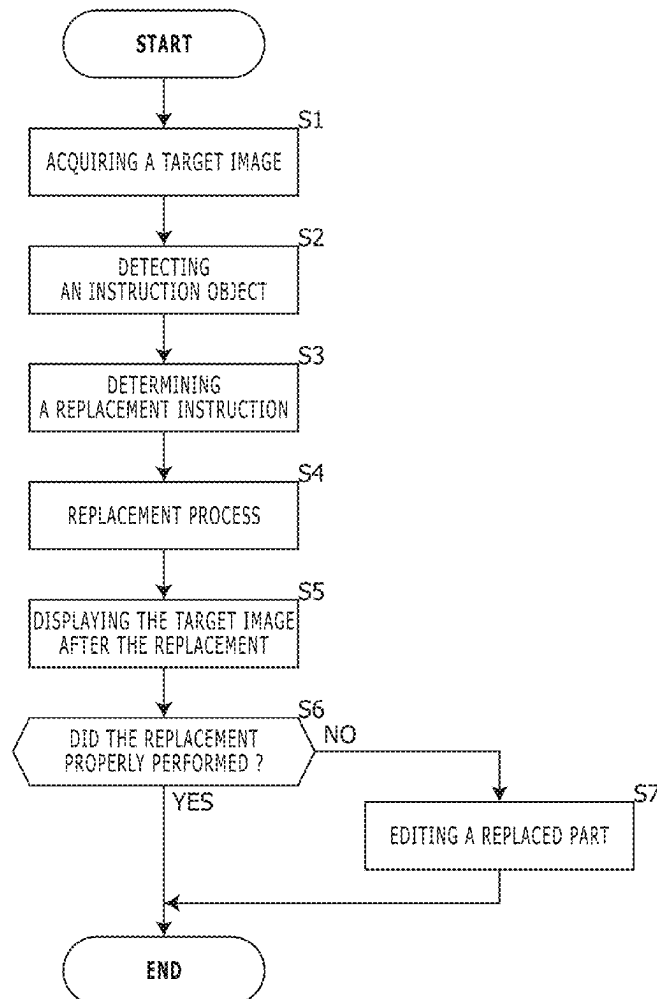 START
S1
ACQUIRING A TARGET IMAGE
S2
DETECTING
AN INSTRUCTION OBJECT
S3
DETERMINING
A REPLACEMENT INSTRUCTION
S4
REPLACEMENT PROCESS
S5
DISPLAYING THE TARGET IMAGE
AFTER THE REPLACEMENT
S6
DID THE REPLACEMENT
PROPERLY PERFORMED ?
NO
YES
S7
EDITING A REPLACED PART
END